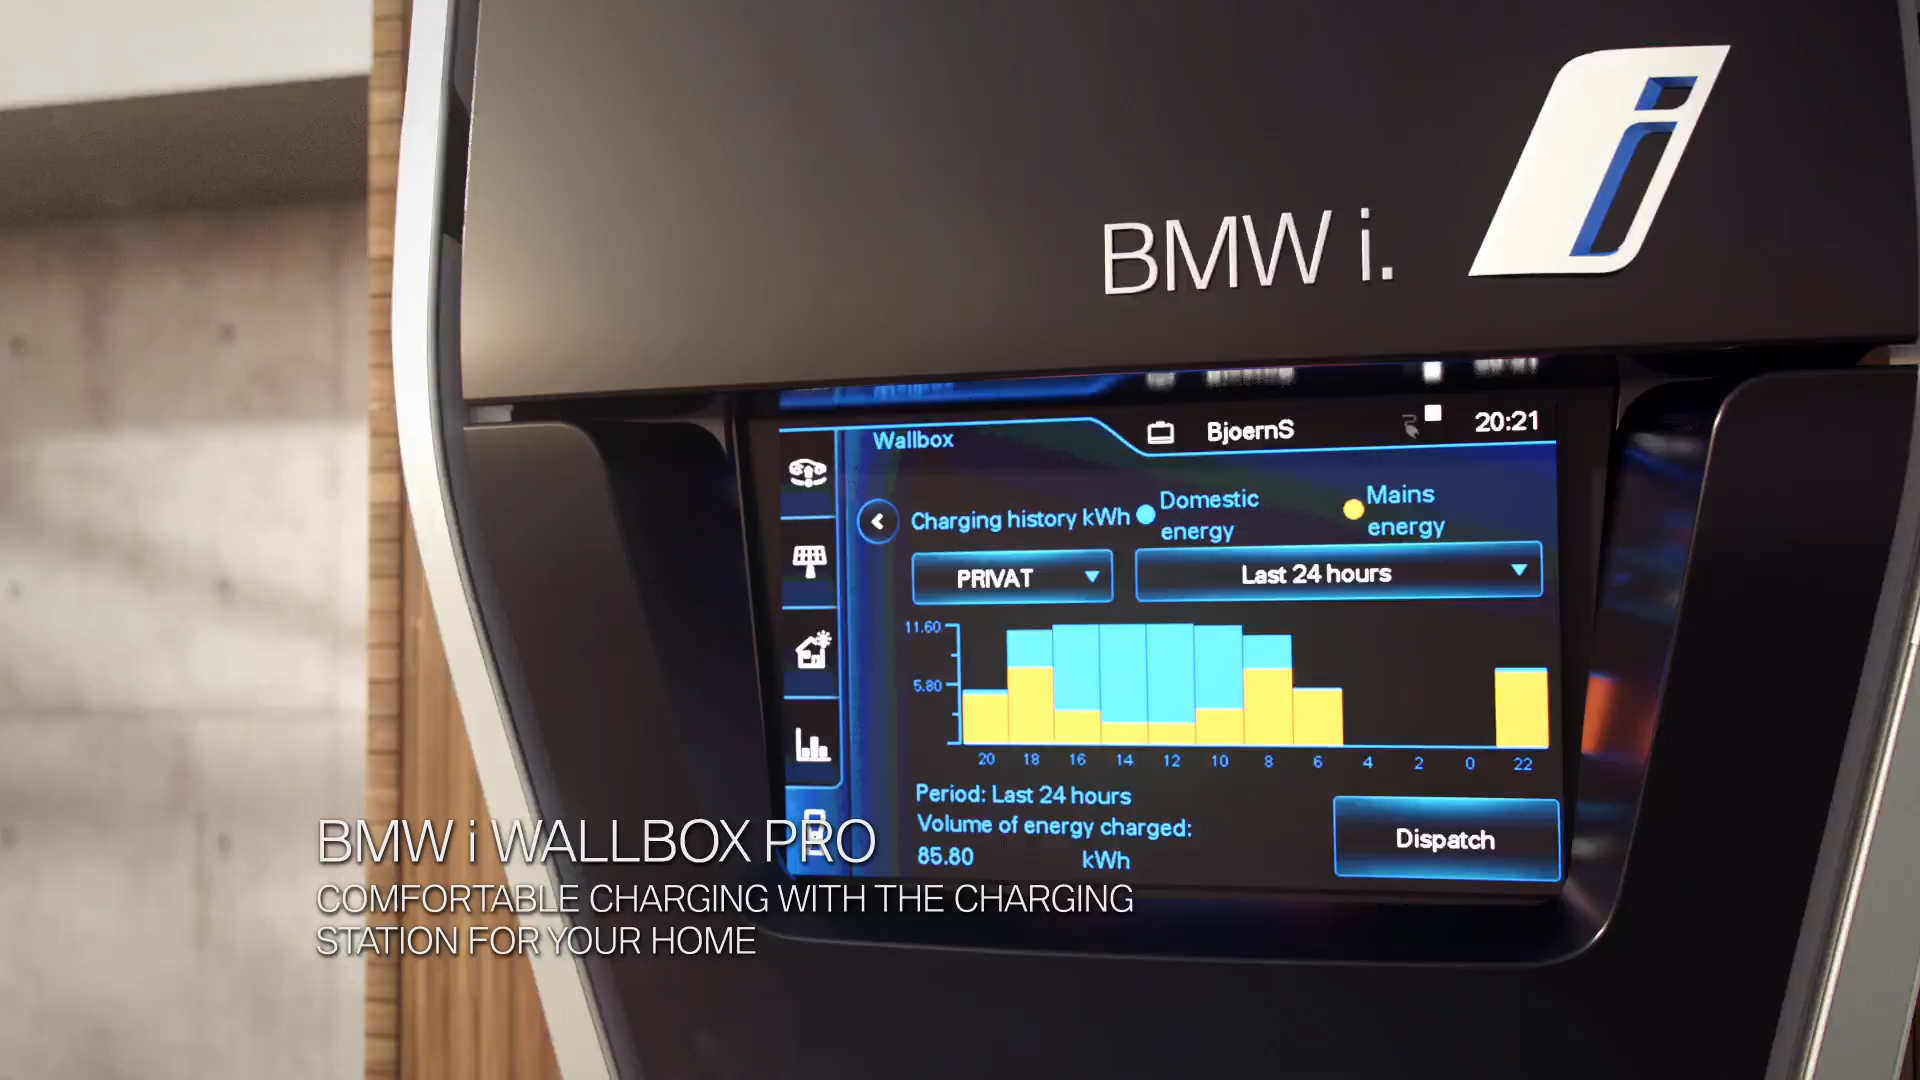 BMW i.
i
Wallbox
BjoernS
20:21
Charging history kWh
Domestic
energy
Mains
energy
PRIVAT
Last 24 hours
11.60
5.80
20 18 16 14 12 10 8 6 4 2 0 22
Period: Last 24 hours
Volume of energy charged:
85.80 kWh
Dispatch
BMW i WALLBOX PRO
COMFORTABLE CHARGING WITH THE CHARGING
STATION FOR YOUR HOME